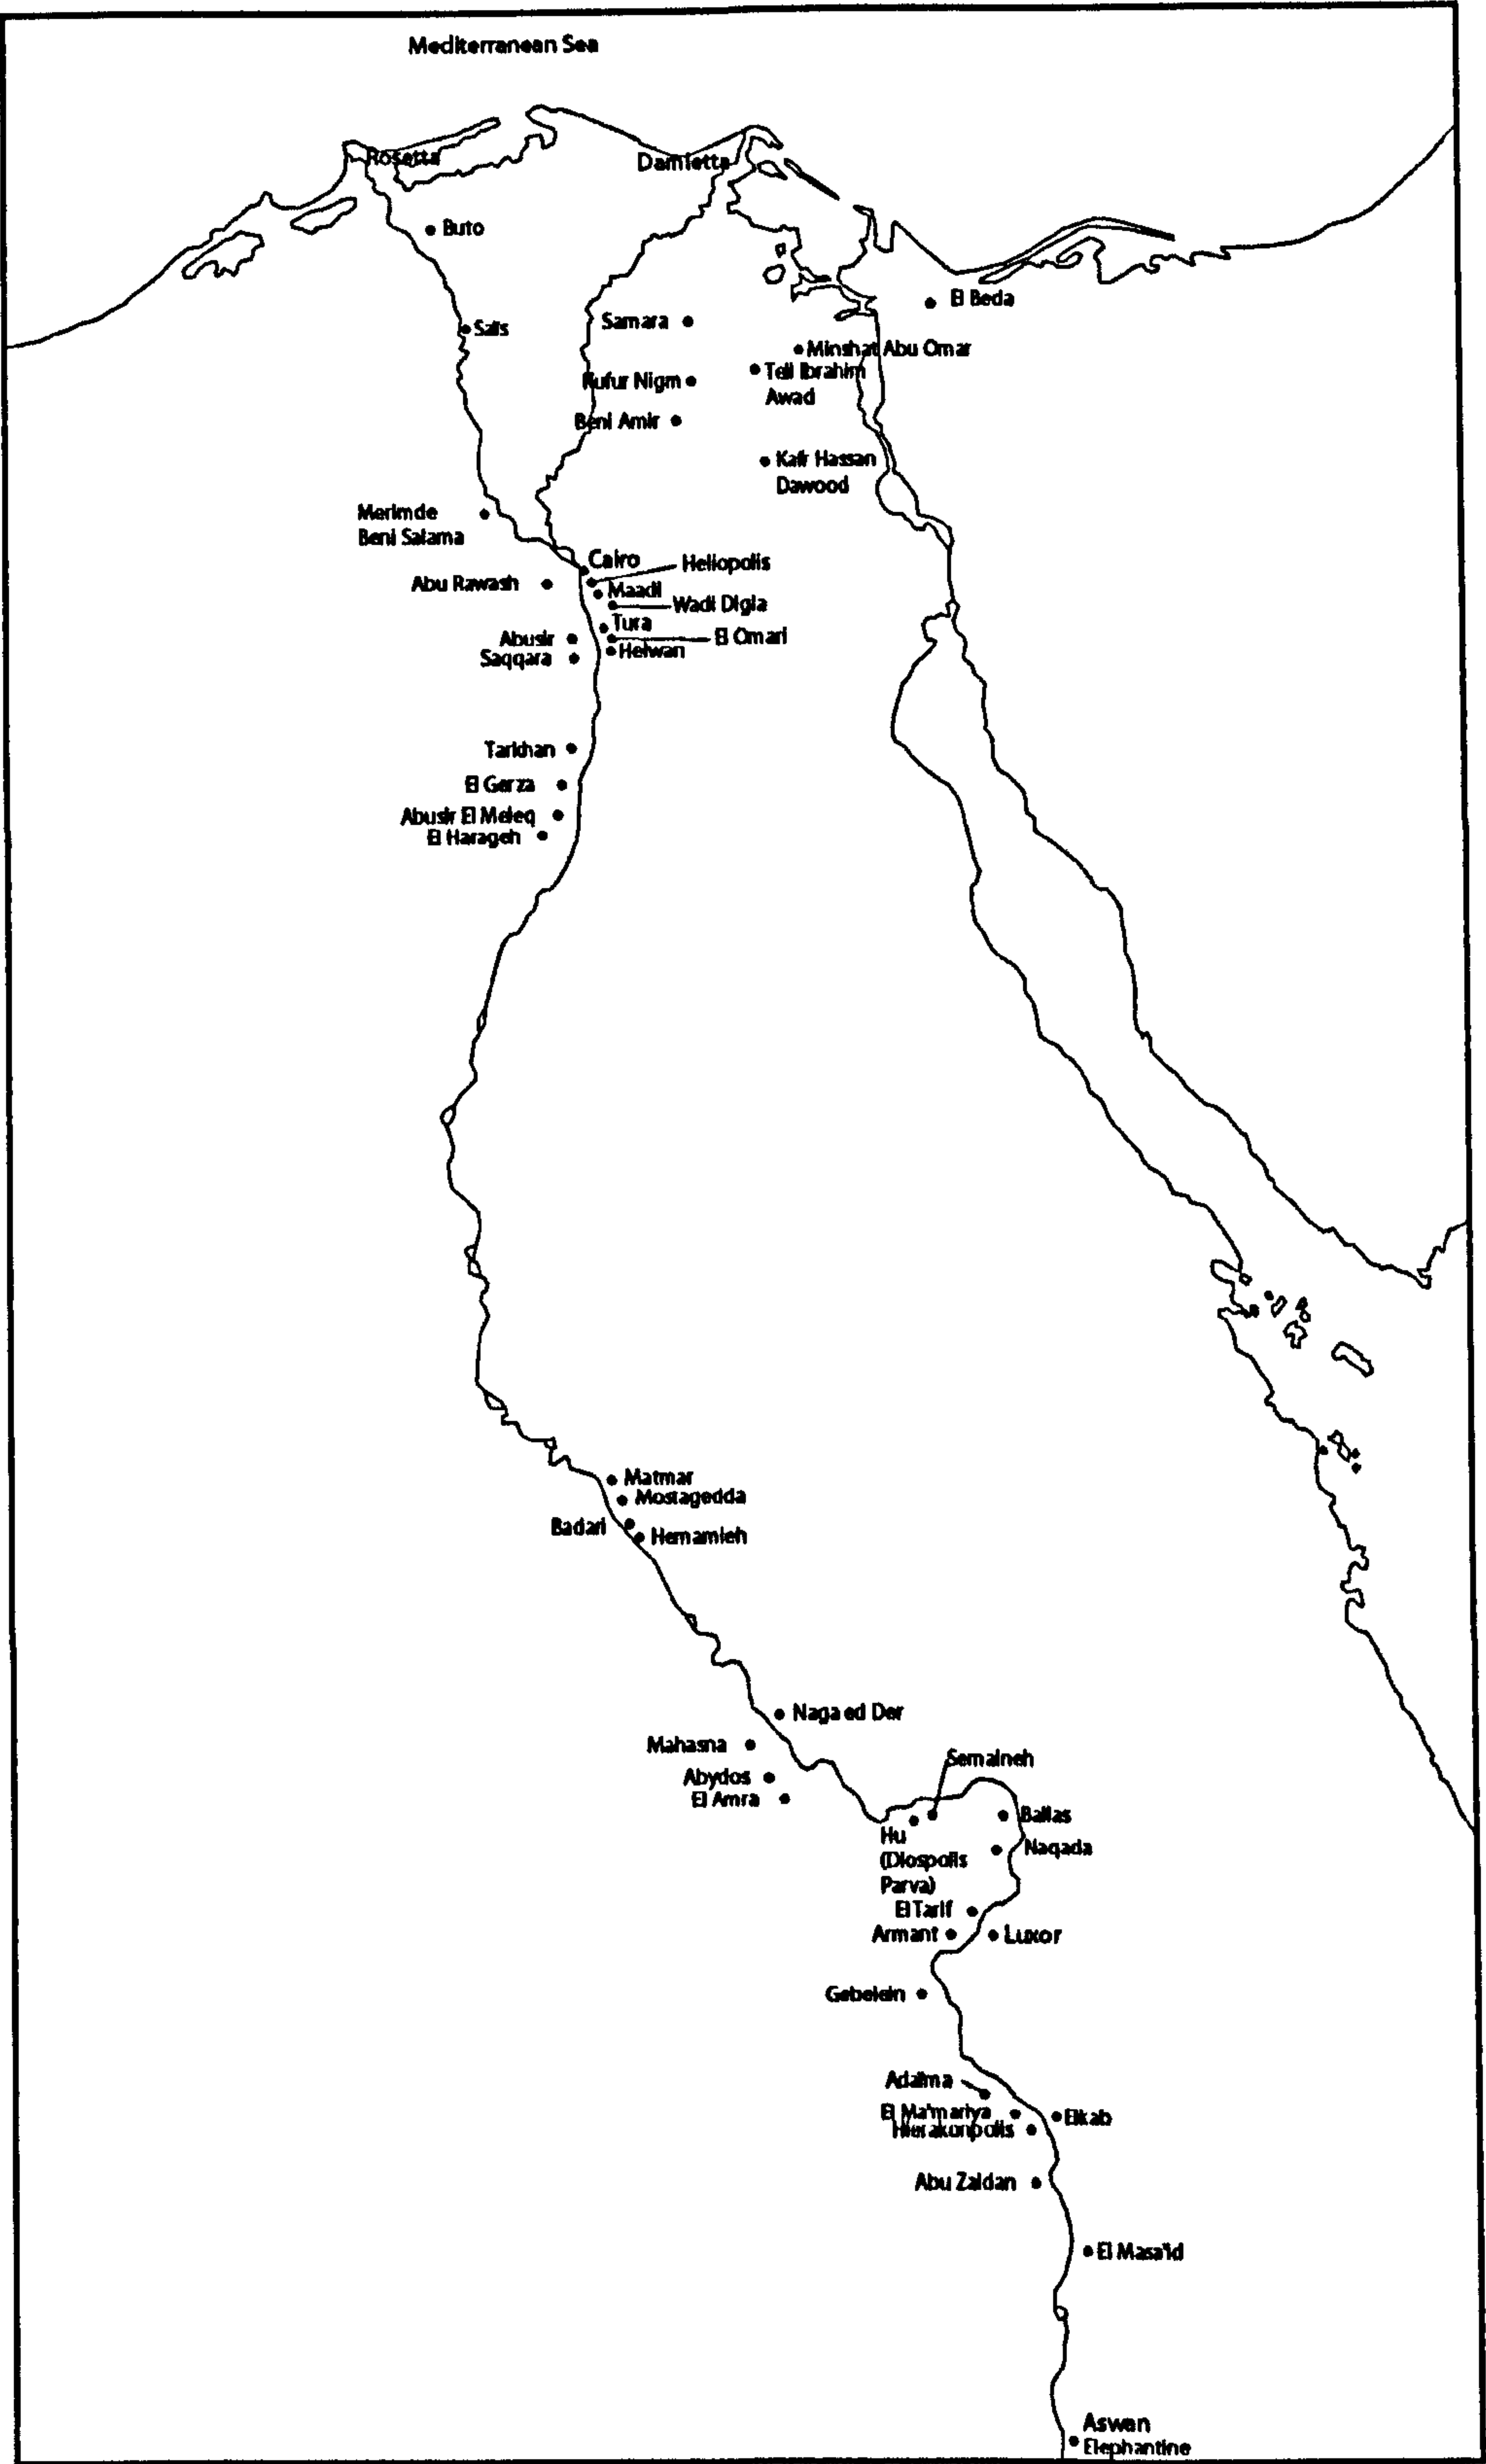 Mediterranean Sea
Rosetta
Damietta
Buto
El Beda
Samara
Sais
Minshat Abu Omar
Tell Ibrahim
Awad
Kufur Nigm
Beni Amir
Kafr Hassan
Dawood
Merimde
Beni Salama
Cairo
Heliopolis
Abu Rawash
Maadi
Wadi Digla
Tura
El Omari
Abusir
Helwan
Saqqara
Tarkhan
El Gerza
Abusir El Meleq
El Harageh
Matmar
Mostagedda
Badari
Hemamieh
Naga ed Der
Mahasna
Semaineh
Abydos
El Amra
Ballas
Hu
(Diospolis
Parva)
Naqada
El Tarif
Armant
Luxor
Gebelein
Adaima
El Ma'mariya
Elkab
Hierakonpolis
Abu Zaidan
El Masa'id
Aswan
Elephantine